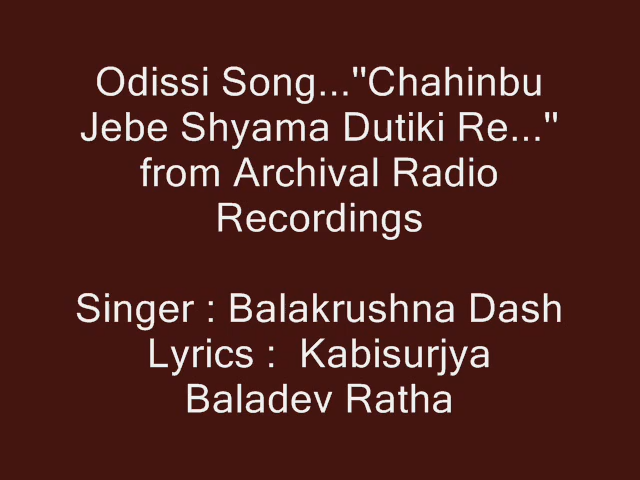 Odissi Song..."Chahinbu
Jebe Shyama Dutiki Re..."
from Archival Radio
Recordings
Singer : Balakrushna Dash
Lyrics :  Kabisurjya
Baladev Ratha